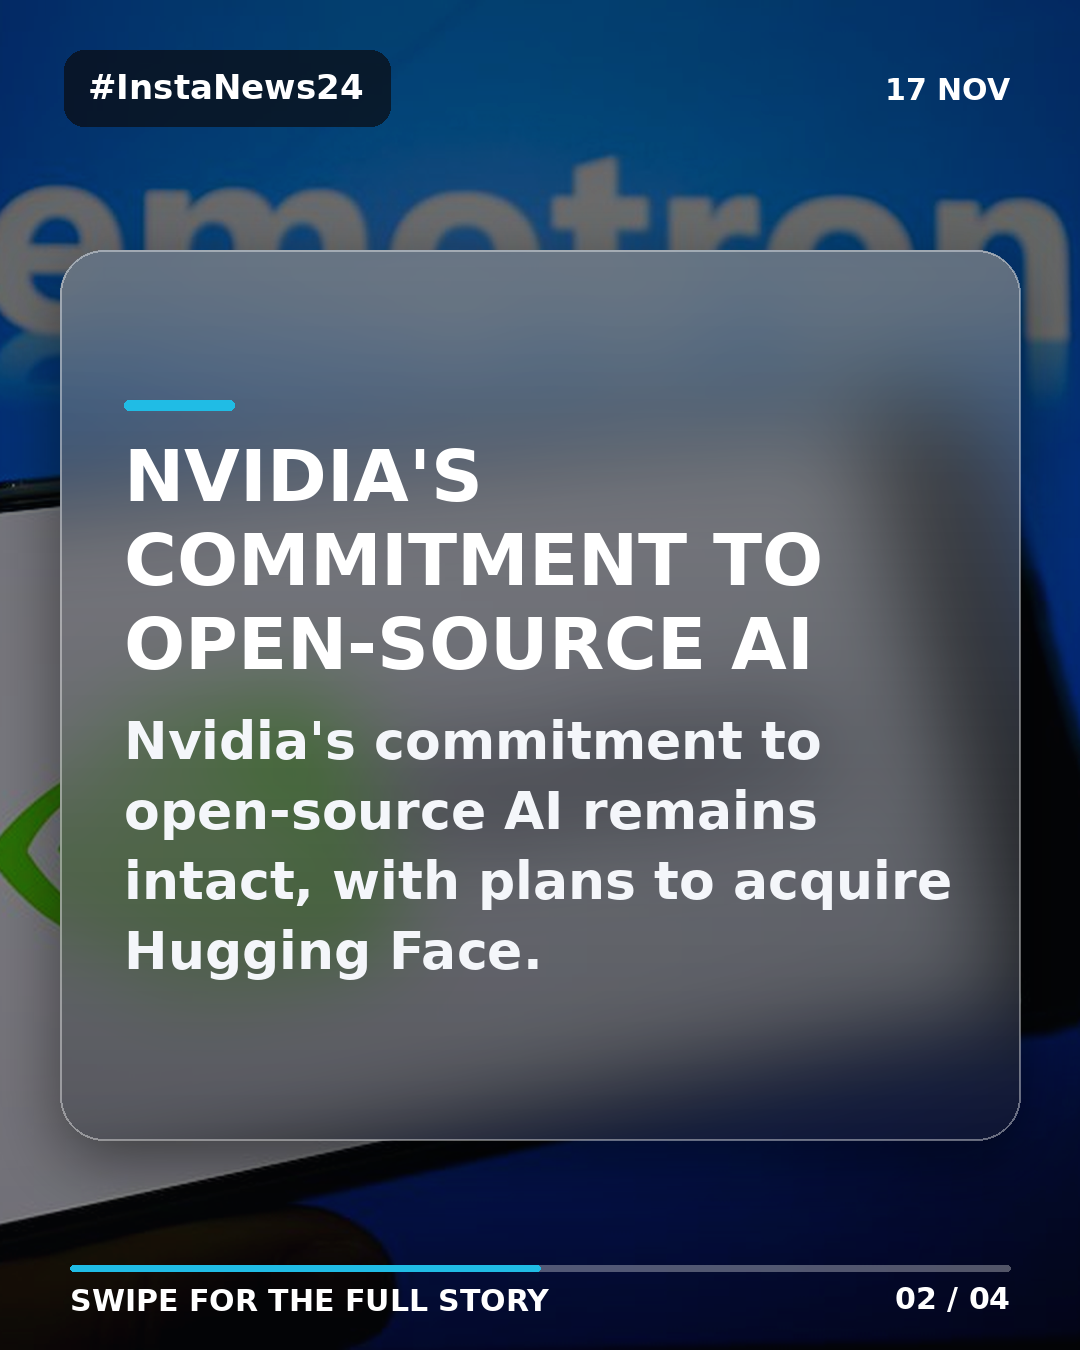 #InstaNews24
17 NOV
emotron
NVIDIA'S
COMMITMENT TO
OPEN-SOURCE AI
Nvidia's commitment to
open-source AI remains
intact, with plans to acquire
Hugging Face.
SWIPE FOR THE FULL STORY
02 / 04